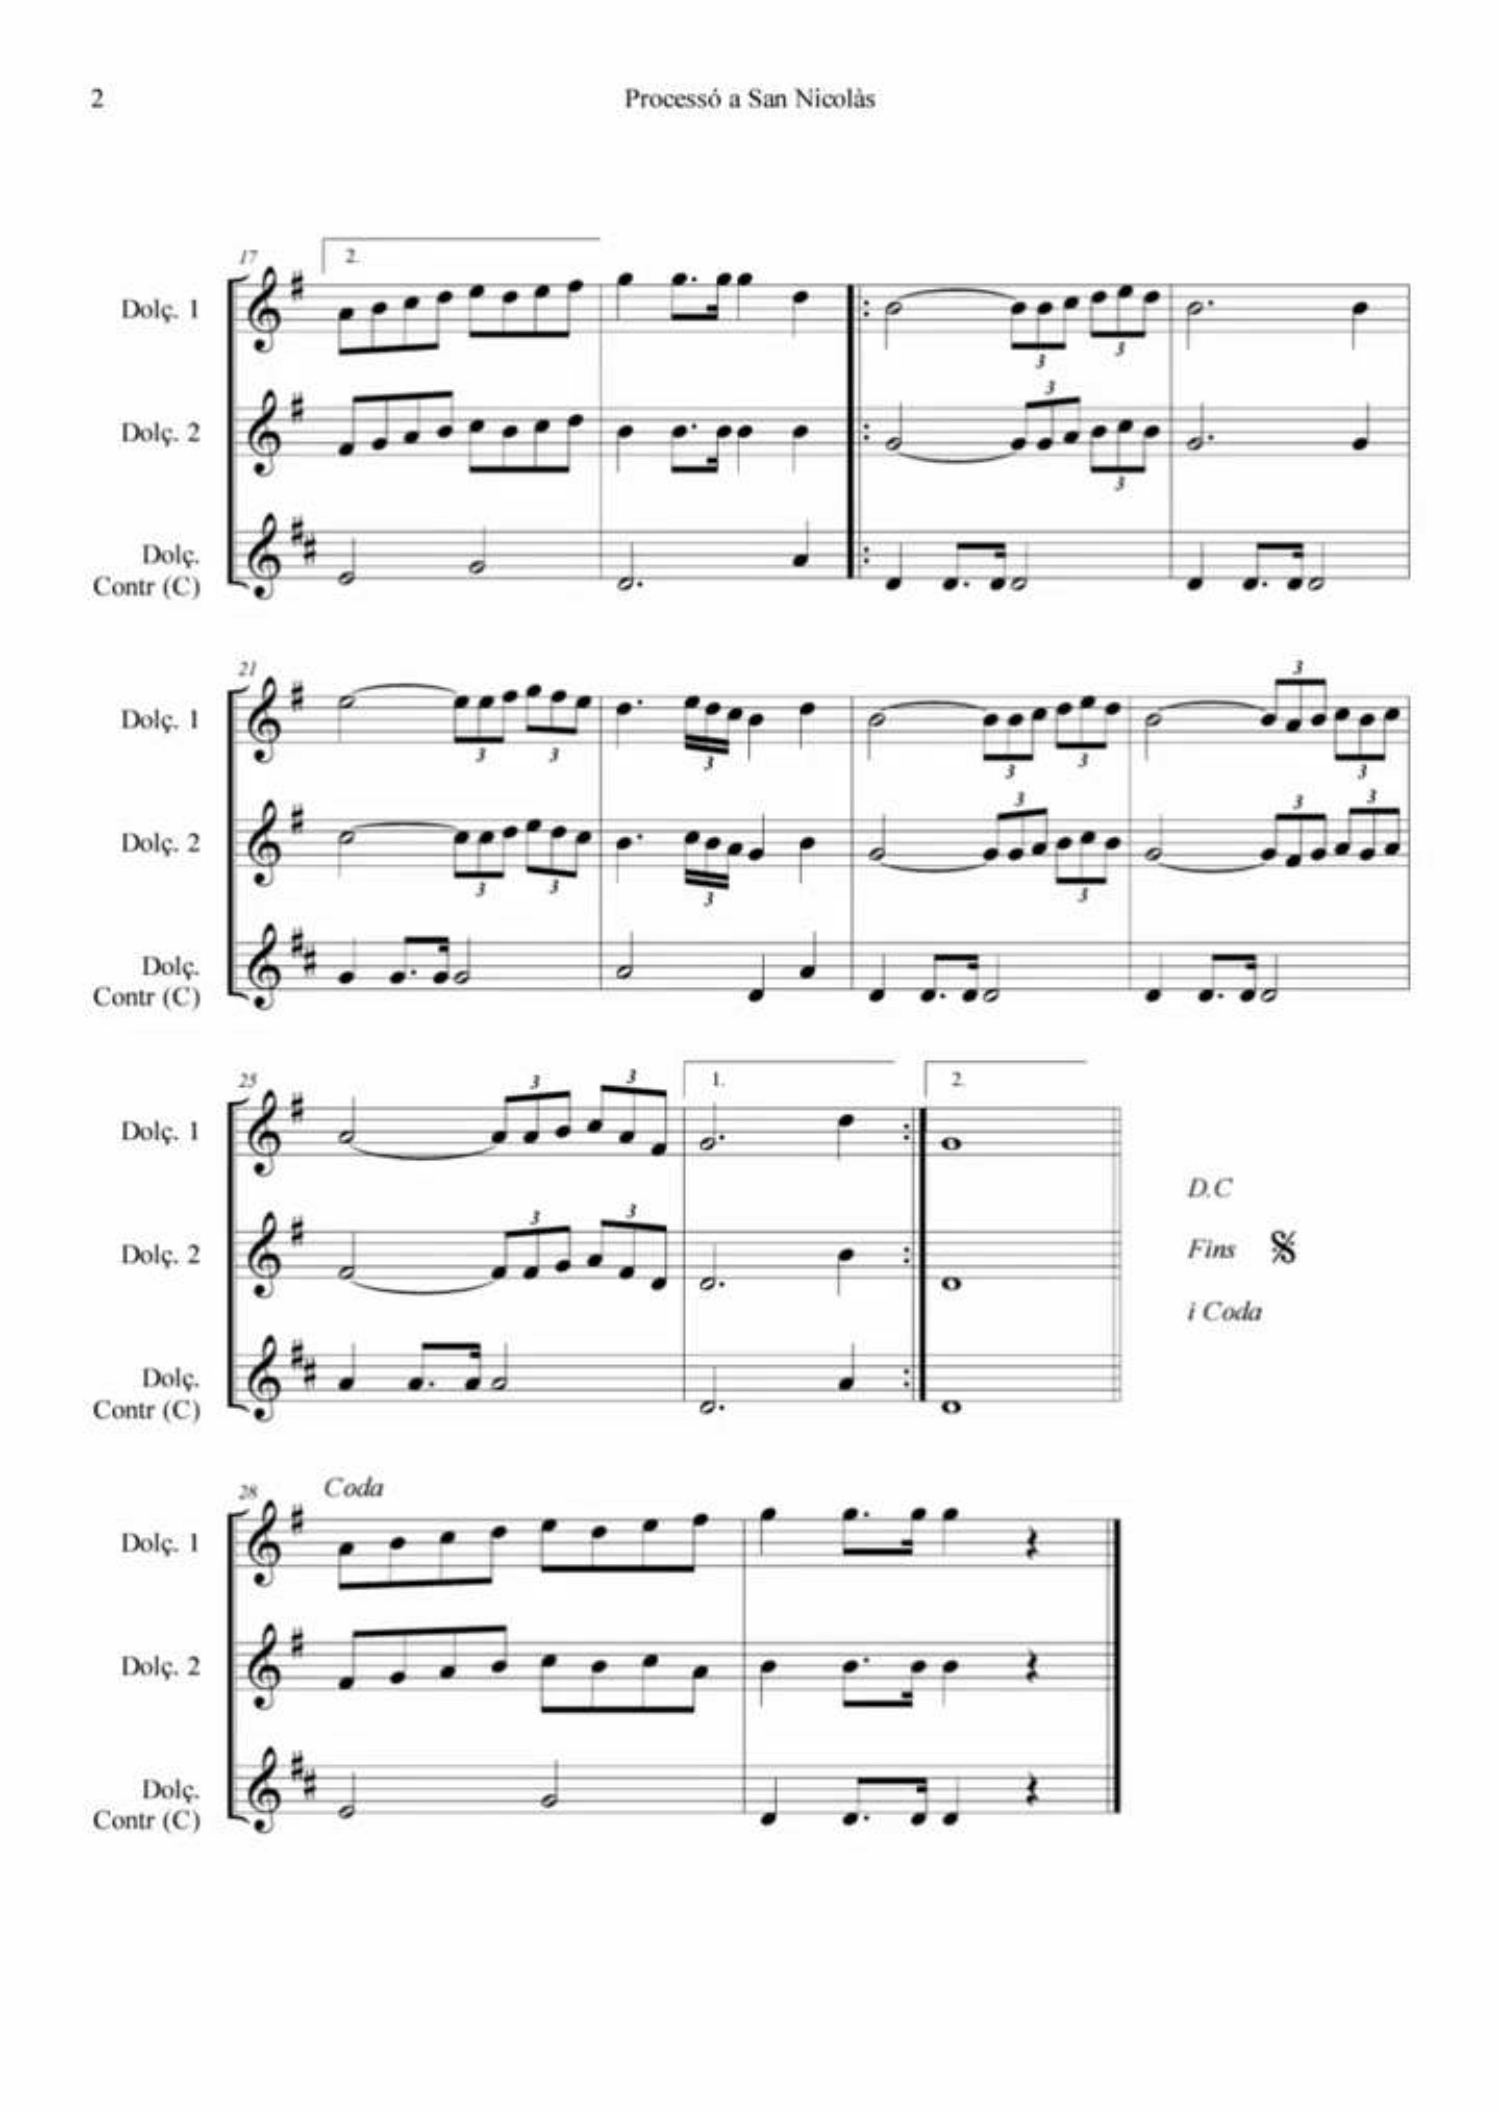 2
Processó a San Nicolàs
17
2.
Dolç. 1
3
3
3
Dolç. 2
3
Dolç.
Contr (C)
21
3
Dolç. 1
3
3
3
3
3
3
3
3
3
Dolç. 2
3
3
3
3
Dolç.
Contr (C)
25
3
3
1.
2.
Dolç. 1
D.C
3
3
Dolç. 2
Fins
i Coda
Dolç.
Contr (C)
28
Coda
Dolç. 1
Dolç. 2
Dolç.
Contr (C)